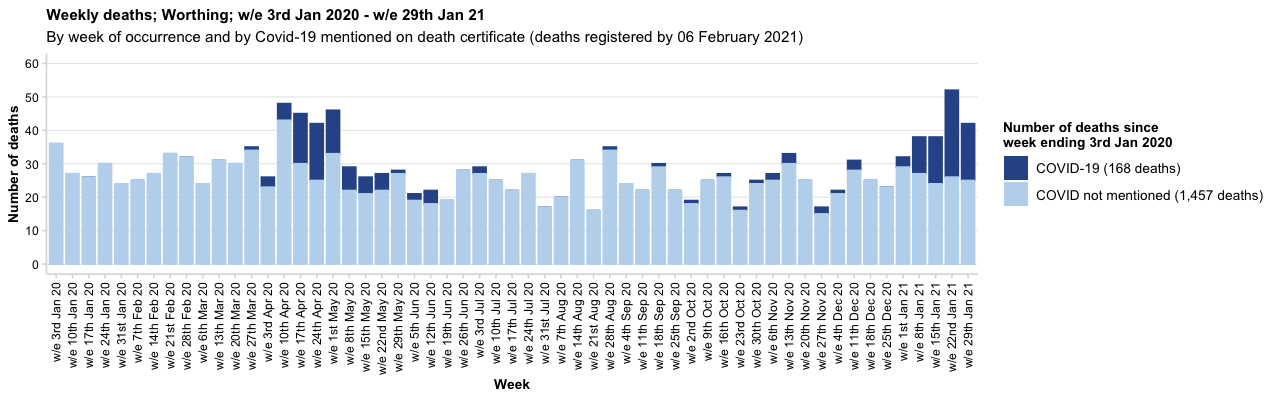 Weekly deaths; Worthing; w/e 3rd Jan 2020 - w/e 29th Jan 21
By week of occurrence and by Covid-19 mentioned on death certificate (deaths registered by 06 February 2021)
Number of deaths
60
50
40
30
20
10
0
w/e 3rd Jan 20
w/e 10th Jan 20
w/e 17th Jan 20
w/e 24th Jan 20
w/e 31st Jan 20
w/e 7th Feb 20
w/e 14th Feb 20
w/e 21st Feb 20
w/e 28th Feb 20
w/e 6th Mar 20
w/e 13th Mar 20
w/e 20th Mar 20
w/e 27th Mar 20
w/e 3rd Apr 20
w/e 10th Apr 20
w/e 17th Apr 20
w/e 24th Apr 20
w/e 1st May 20
w/e 8th May 20
w/e 15th May 20
w/e 22nd May 20
w/e 29th May 20
w/e 5th Jun 20
w/e 12th Jun 20
w/e 19th Jun 20
w/e 26th Jun 20
w/e 3rd Jul 20
w/e 10th Jul 20
w/e 17th Jul 20
w/e 24th Jul 20
w/e 31st Jul 20
w/e 7th Aug 20
w/e 14th Aug 20
w/e 21st Aug 20
w/e 28th Aug 20
w/e 4th Sep 20
w/e 11th Sep 20
w/e 18th Sep 20
w/e 25th Sep 20
w/e 2nd Oct 20
w/e 9th Oct 20
w/e 16th Oct 20
w/e 23rd Oct 20
w/e 30th Oct 20
w/e 6th Nov 20
w/e 13th Nov 20
w/e 20th Nov 20
w/e 27th Nov 20
w/e 4th Dec 20
w/e 11th Dec 20
w/e 18th Dec 20
w/e 25th Dec 20
w/e 1st Jan 21
w/e 8th Jan 21
w/e 15th Jan 21
w/e 22nd Jan 21
w/e 29th Jan 21
Week
Number of deaths since
week ending 3rd Jan 2020
COVID-19 (168 deaths)
COVID not mentioned (1,457 deaths)